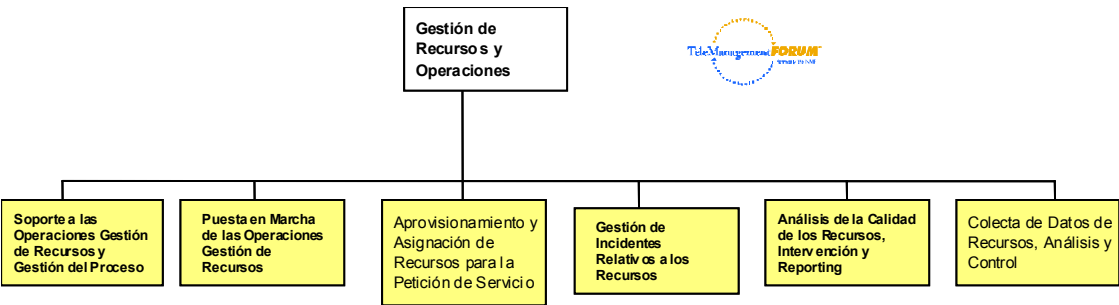 Gestión de
Recursos y
Operaciones
TeleManagement FORUM
Soporte a las
Operaciones Gestión
de Recursos y
Gestión del Proceso
Puesta en Marcha
de las Operaciones
Gestión de
Recursos
Aprovisionamiento y
Asignación de
Recursos para la
Petición de Servicio
Gestión de
Incidentes
Relativos a los
Recursos
Análisis de la Calidad
de los Recursos,
Intervención y
Reporting
Colecta de Datos de
Recursos, Análisis y
Control